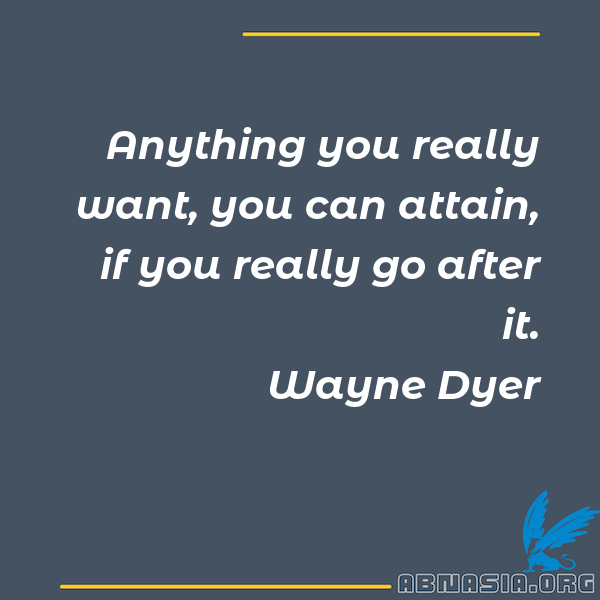 Anything you really
want, you can attain,
if you really go after
it.
Wayne Dyer
ABNASIA.ORG